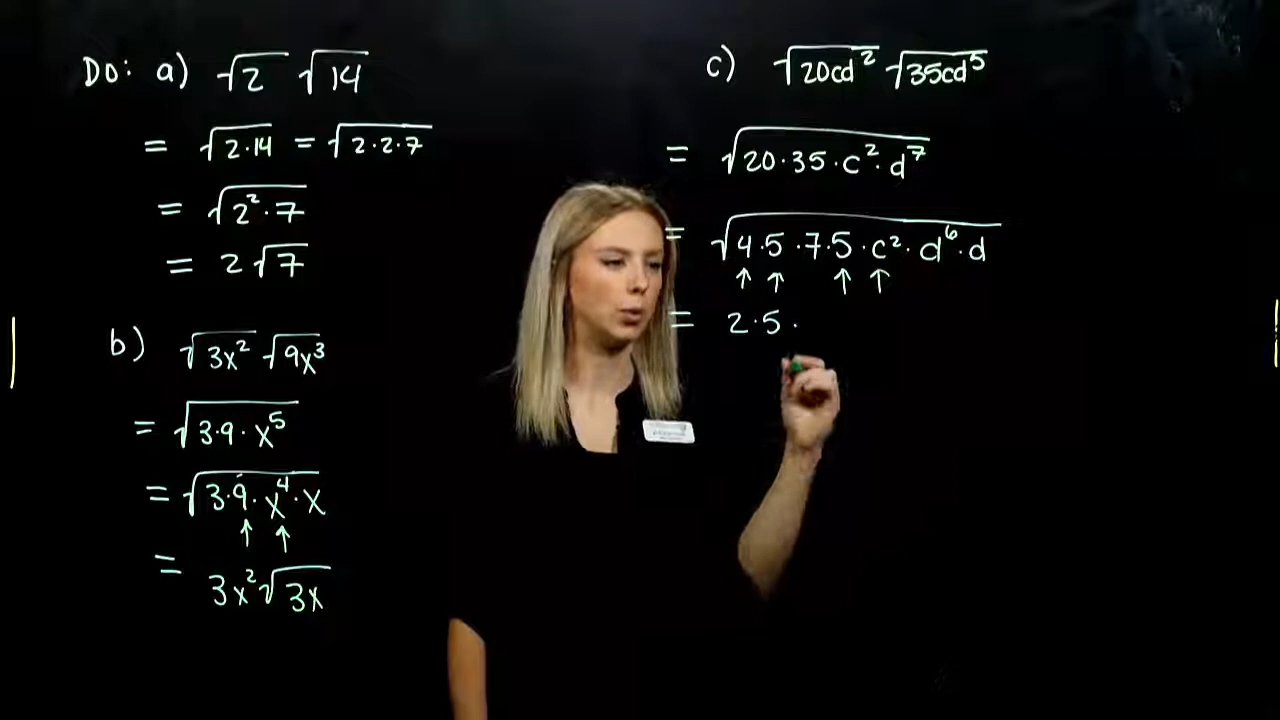 Do: a) √2 √14
= √2·14 = √2·2·7
= √2²·7
= 2√7
b) √3x² √9x³
= √3·9·x⁵
= √3·9·x⁴·x
↑ ↑
= 3x²√3x
c) √20cd² √35cd⁵
= √20·35·c²·d⁷
= √4·5·7·5·c²·d⁶·d
↑ ↑ ↑ ↑
= 2·5·